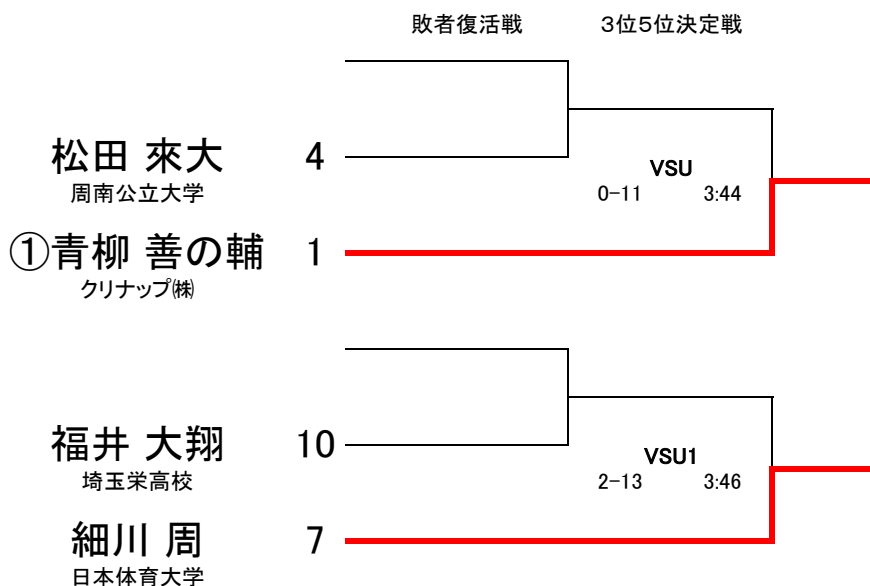 敗者復活戦 3位5位決定戦
松田 來大 4
周南公立大学
VSU
0-11 3:44
①青柳 善の輔 1
クリナップ㈱
福井 大翔 10
埼玉栄高校
VSU1
2-13 3:46
細川 周 7
日本体育大学